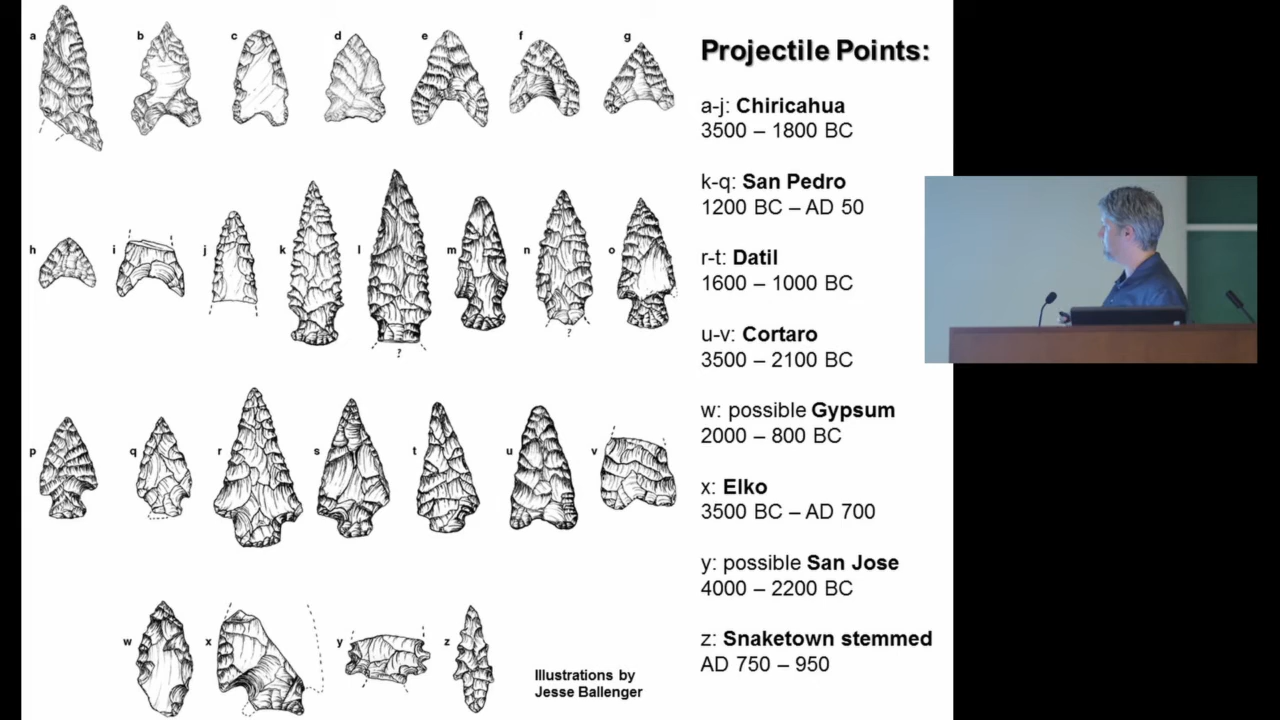 a b c d e f g
h i j k l m n o
? ?
p q r s t u v
w x y z
Illustrations by
Jesse Ballenger
Projectile Points:
a-j: Chiricahua
3500 – 1800 BC
k-q: San Pedro
1200 BC – AD 50
r-t: Datil
1600 – 1000 BC
u-v: Cortaro
3500 – 2100 BC
w: possible Gypsum
2000 – 800 BC
x: Elko
3500 BC – AD 700
y: possible San Jose
4000 – 2200 BC
z: Snaketown stemmed
AD 750 – 950